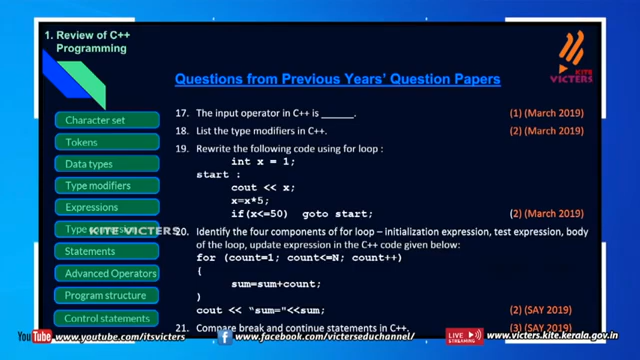 1. Review of C++
Programming
KITE
VICTERS
Questions from Previous Years' Question Papers
Character set
Tokens
Data types
Type modifiers
Expressions
Type conversion
Statements
Advanced Operators
Program structure
Control statements
KITE VICTERS
17. The input operator in C++ is ______. (1) (March 2019)
18. List the type modifiers in C++. (2) (March 2019)
19. Rewrite the following code using for loop :
int x = 1;
start :
cout << x;
x=x*5;
if(x<=50) goto start; (2) (March 2019)
20. Identify the four components of for loop – initialization expression, test expression, body
of the loop, update expression in the C++ code given below:
for (count=1; count<=N; count++)
{
sum=sum+count;
}
cout << "sum="<<sum; (2) (SAY 2019)
21. Compare break and continue statements in C++. (3) (SAY 2019)
YouTube www.youtube.com/itsvicters
f www.facebook.com/victerseduchannel/
LIVE STREAMING www.victers.kite.kerala.gov.in